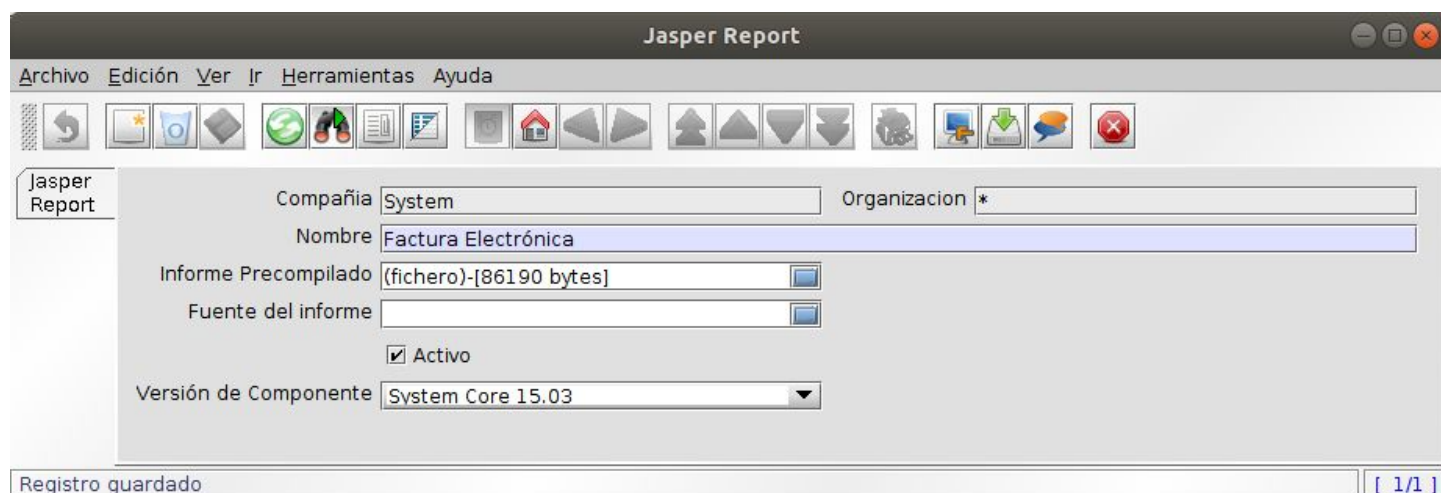 Jasper Report
Archivo Edición Ver Ir Herramientas Ayuda
Jasper
Report
Compañia System Organizacion *
Nombre Factura Electrónica
Informe Precompilado (fichero)-[86190 bytes]
Fuente del informe
Activo
Versión de Componente System Core 15.03
Registro guardado [ 1/1 ]